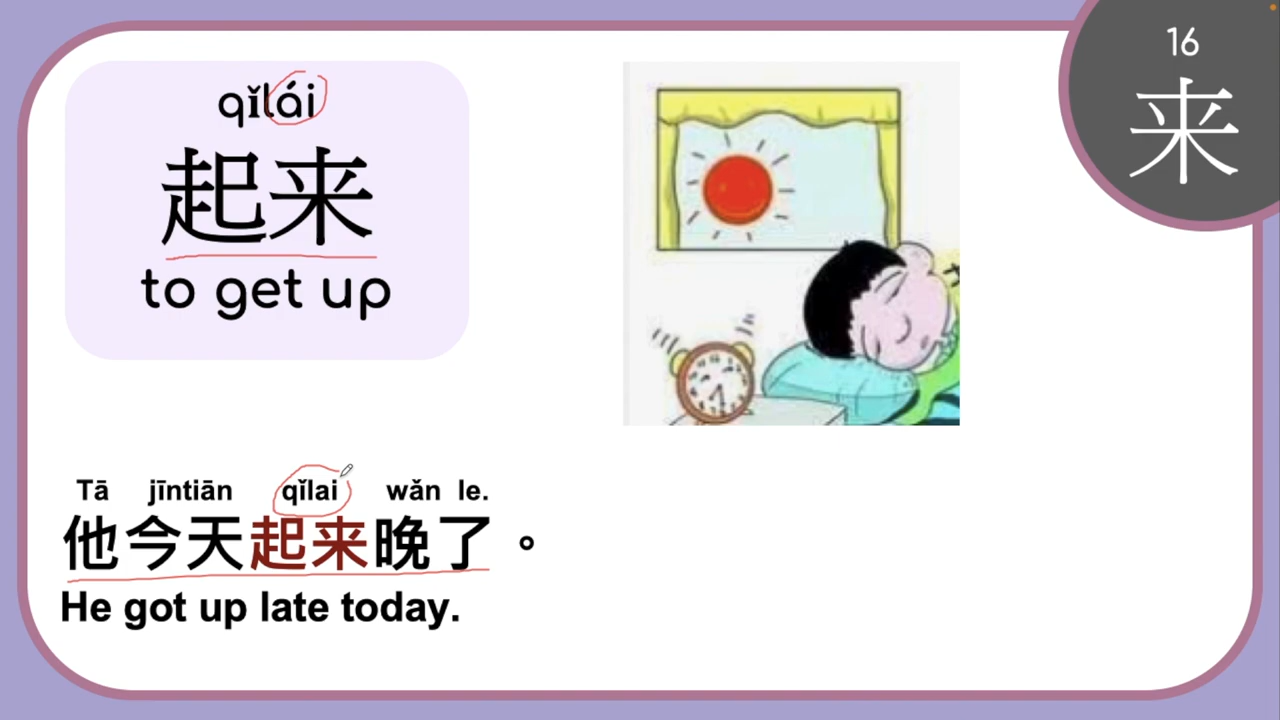 qǐlái
起来
to get up
16
来
Tā jīntiān qǐlai wǎn le.
他今天起来晚了。
He got up late today.